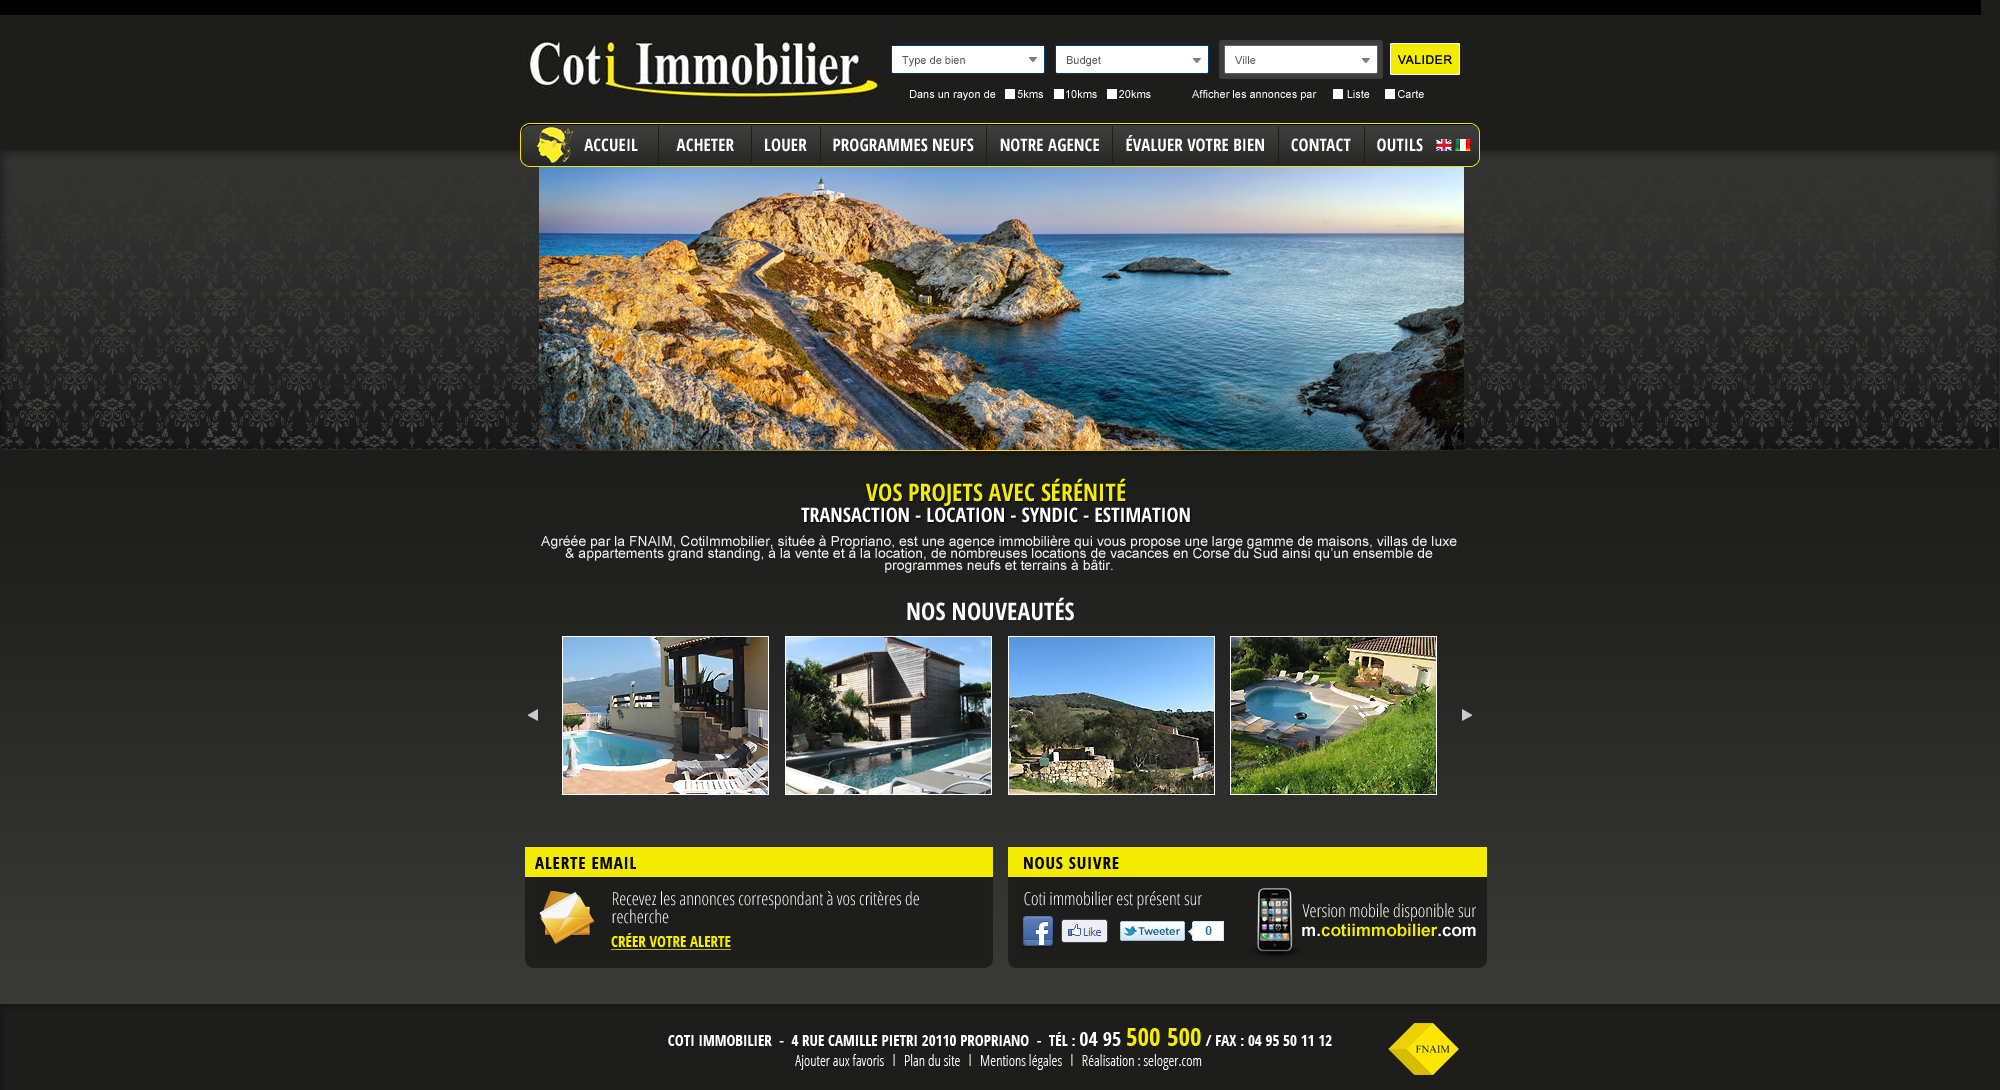 Coti Immobilier
Type de bien
Budget
Ville
VALIDER
Dans un rayon de 5kms 10kms 20kms
Afficher les annonces par Liste Carte
ACCUEIL
ACHETER
LOUER
PROGRAMMES NEUFS
NOTRE AGENCE
ÉVALUER VOTRE BIEN
CONTACT
OUTILS
VOS PROJETS AVEC SÉRÉNITÉ
TRANSACTION - LOCATION - SYNDIC - ESTIMATION
Agréée par la FNAIM, CotiImmobilier, située à Propriano, est une agence immobilière qui vous propose une large gamme de maisons, villas de luxe
& appartements grand standing, à la vente et à la location, de nombreuses locations de vacances en Corse du Sud ainsi qu'un ensemble de
programmes neufs et terrains à bâtir.
NOS NOUVEAUTÉS
ALERTE EMAIL
Recevez les annonces correspondant à vos critères de
recherche
CRÉER VOTRE ALERTE
NOUS SUIVRE
Coti immobilier est présent sur
Like
Tweeter
0
Version mobile disponible sur
m.cotiimmobilier.com
COTI IMMOBILIER - 4 RUE CAMILLE PIETRI 20110 PROPRIANO - TÉL : 04 95 500 500 / FAX : 04 95 50 11 12
Ajouter aux favoris | Plan du site | Mentions légales | Réalisation : seloger.com
FNAIM